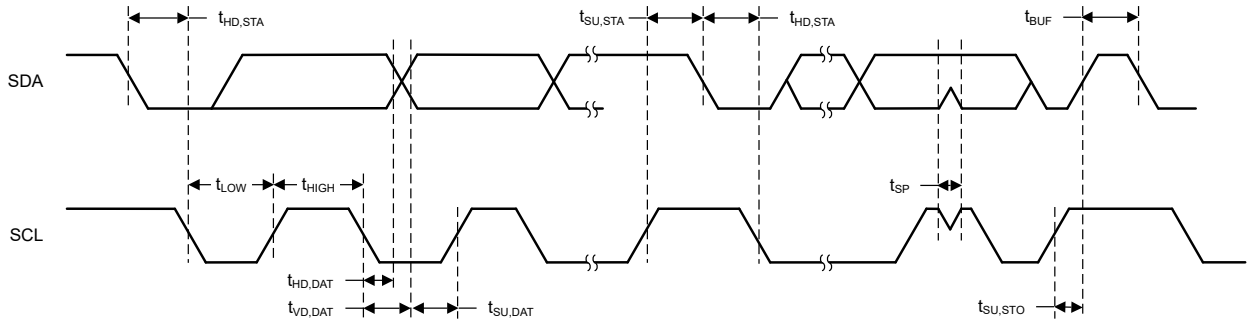 tHD,STA
tSU,STA
tHD,STA
tBUF
SDA
tLOW
tHIGH
tSP
SCL
tHD,DAT
tVD,DAT
tSU,DAT
tSU,STO